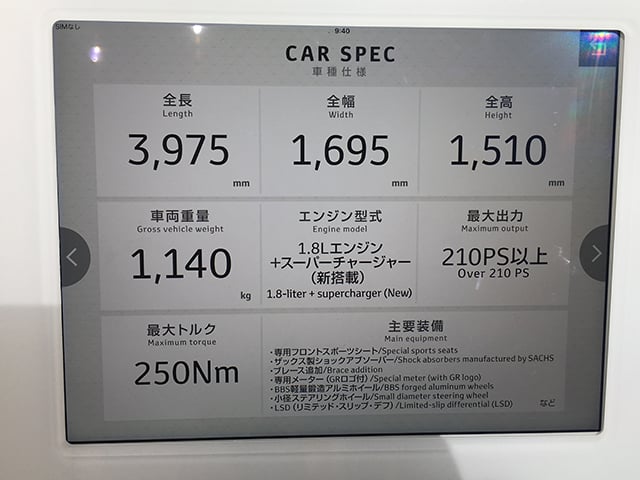 SIMなし
9:40
CAR SPEC
車種仕様
全長
Length
3,975
mm
全幅
Width
1,695
mm
全高
Height
1,510
mm
車両重量
Gross vehicle weight
1,140
kg
エンジン型式
Engine model
1.8Lエンジン
+スーパーチャージャー
(新搭載)
1.8-liter + supercharger (New)
最大出力
Maximum output
210PS以上
Over 210 PS
最大トルク
Maximum torque
250Nm
主要装備
Main equipment
・専用フロントスポーツシート/Special sports seats
・ザックス製ショックアブソーバー/Shock absorbers manufactured by SACHS
・ブレース追加/Brace addition
・専用メーター(GRロゴ付)/Special meter (with GR logo)
・BBS軽量鍛造アルミホイール/BBS forged aluminum wheels
・小径ステアリングホイール/Small diameter steering wheel
・LSD (リミテッド・スリップ・デフ) /Limited-slip differential (LSD)
など